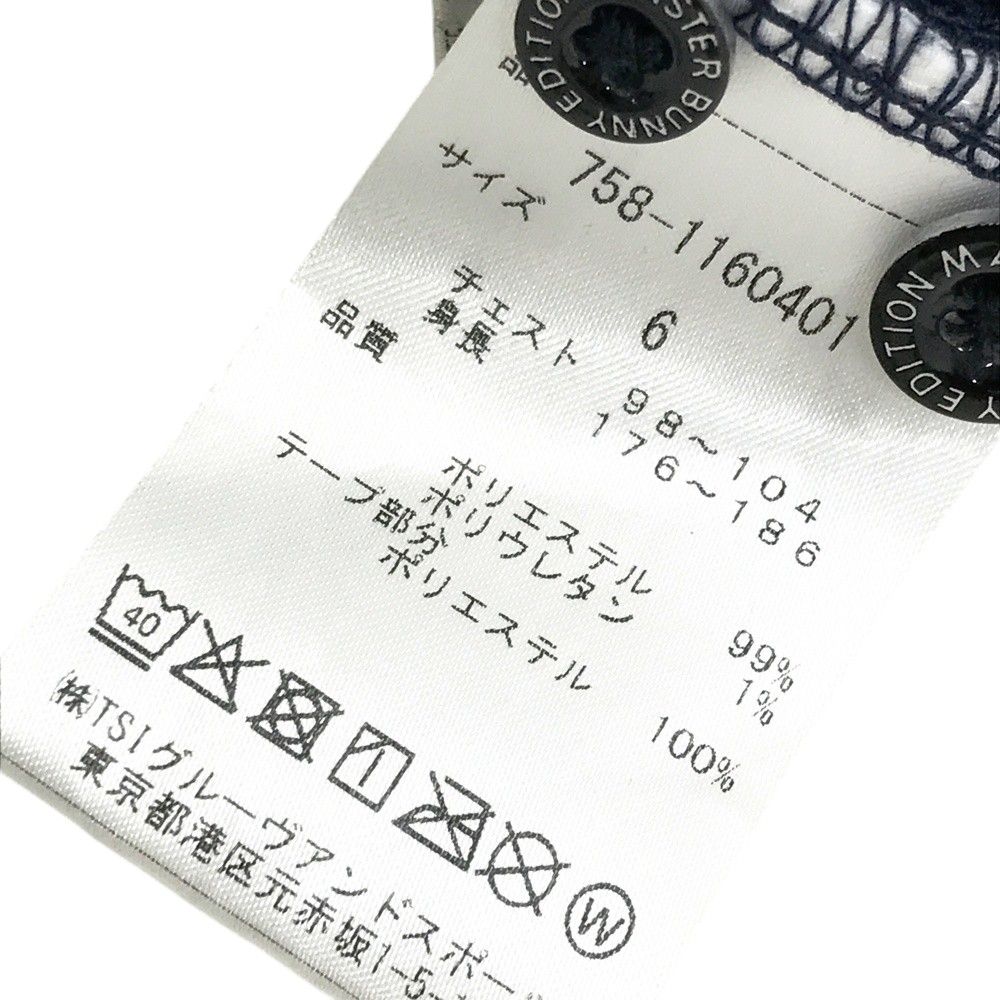 MASTER BUNNY EDITION
758-1160401
サイズ 6
チェスト 98~104
身長 176~186
品質
ポリエステル 99%
ポリウレタン 1%
テープ部分
ポリエステル 100%
40
W
(株)TSIグルーヴアンドスポー
東京都港区元赤坂1-5-
EDITION